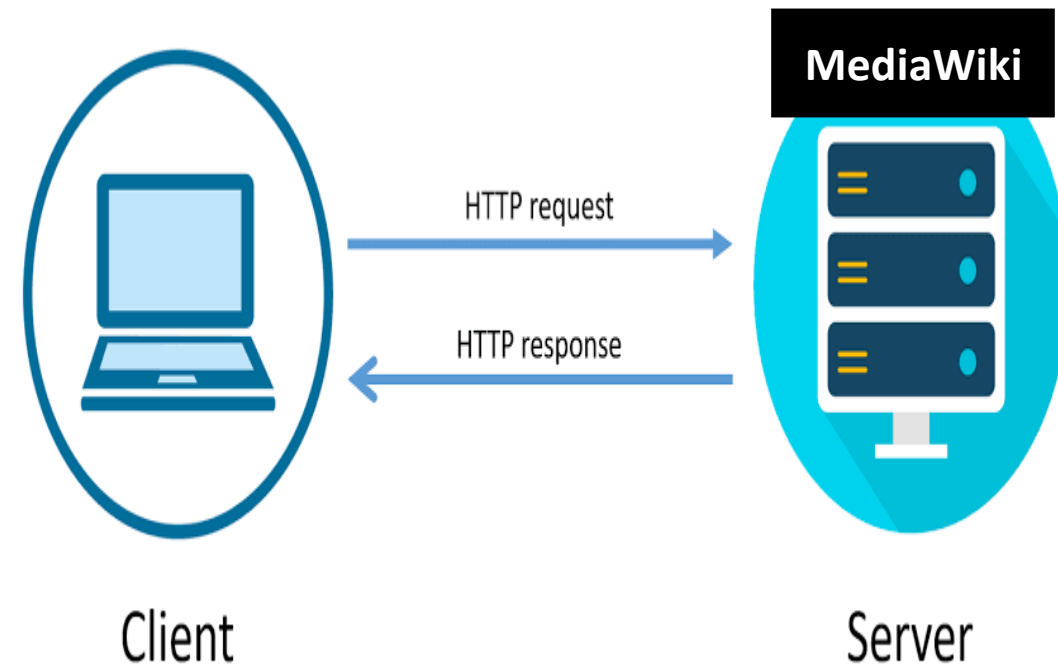 MediaWiki
HTTP request
HTTP response
Client
Server